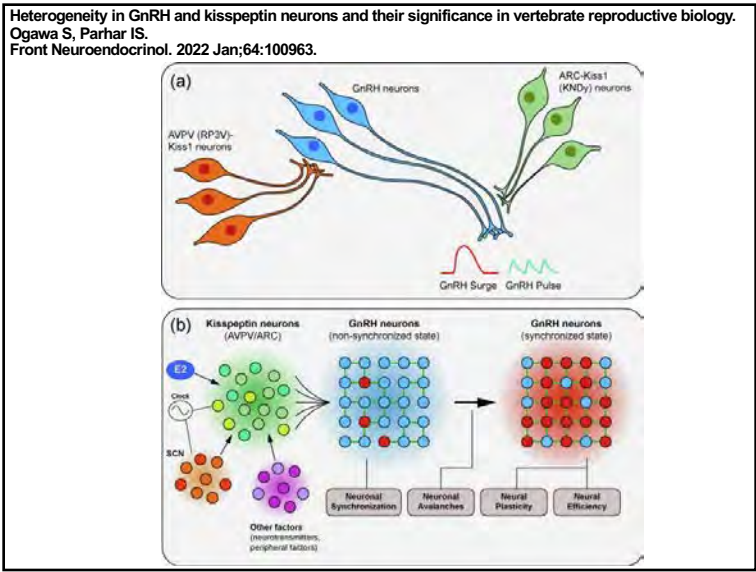 Heterogeneity in GnRH and kisspeptin neurons and their significance in vertebrate reproductive biology.
Ogawa S, Parhar IS.
Front Neuroendocrinol. 2022 Jan;64:100963.
(a)
GnRH neurons
ARC-Kiss1
(KNDy) neurons
AVPV (RP3V)-
Kiss1 neurons
GnRH Surge
GnRH Pulse
(b)
Kisspeptin neurons
(AVPV/ARC)
GnRH neurons
(non-synchronized state)
GnRH neurons
(synchronized state)
E2
Clock
SCN
Other factors
(neurotransmitters,
peripheral factors)
Neuronal
Synchronization
Neuronal
Avalanches
Neural
Plasticity
Neural
Efficiency